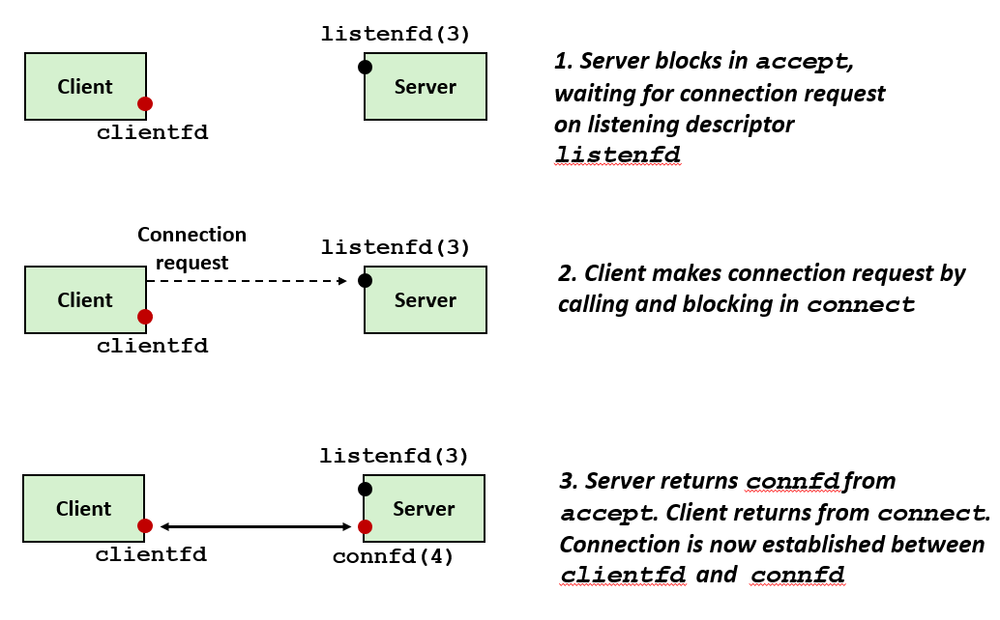 listenfd(3)
Client
Server
clientfd
1. Server blocks in accept,
waiting for connection request
on listening descriptor
listenfd
Connection
request
listenfd(3)
Client
Server
clientfd
2. Client makes connection request by
calling and blocking in connect
listenfd(3)
Client
Server
clientfd
connfd(4)
3. Server returns connfd from
accept. Client returns from connect.
Connection is now established between
clientfd and connfd